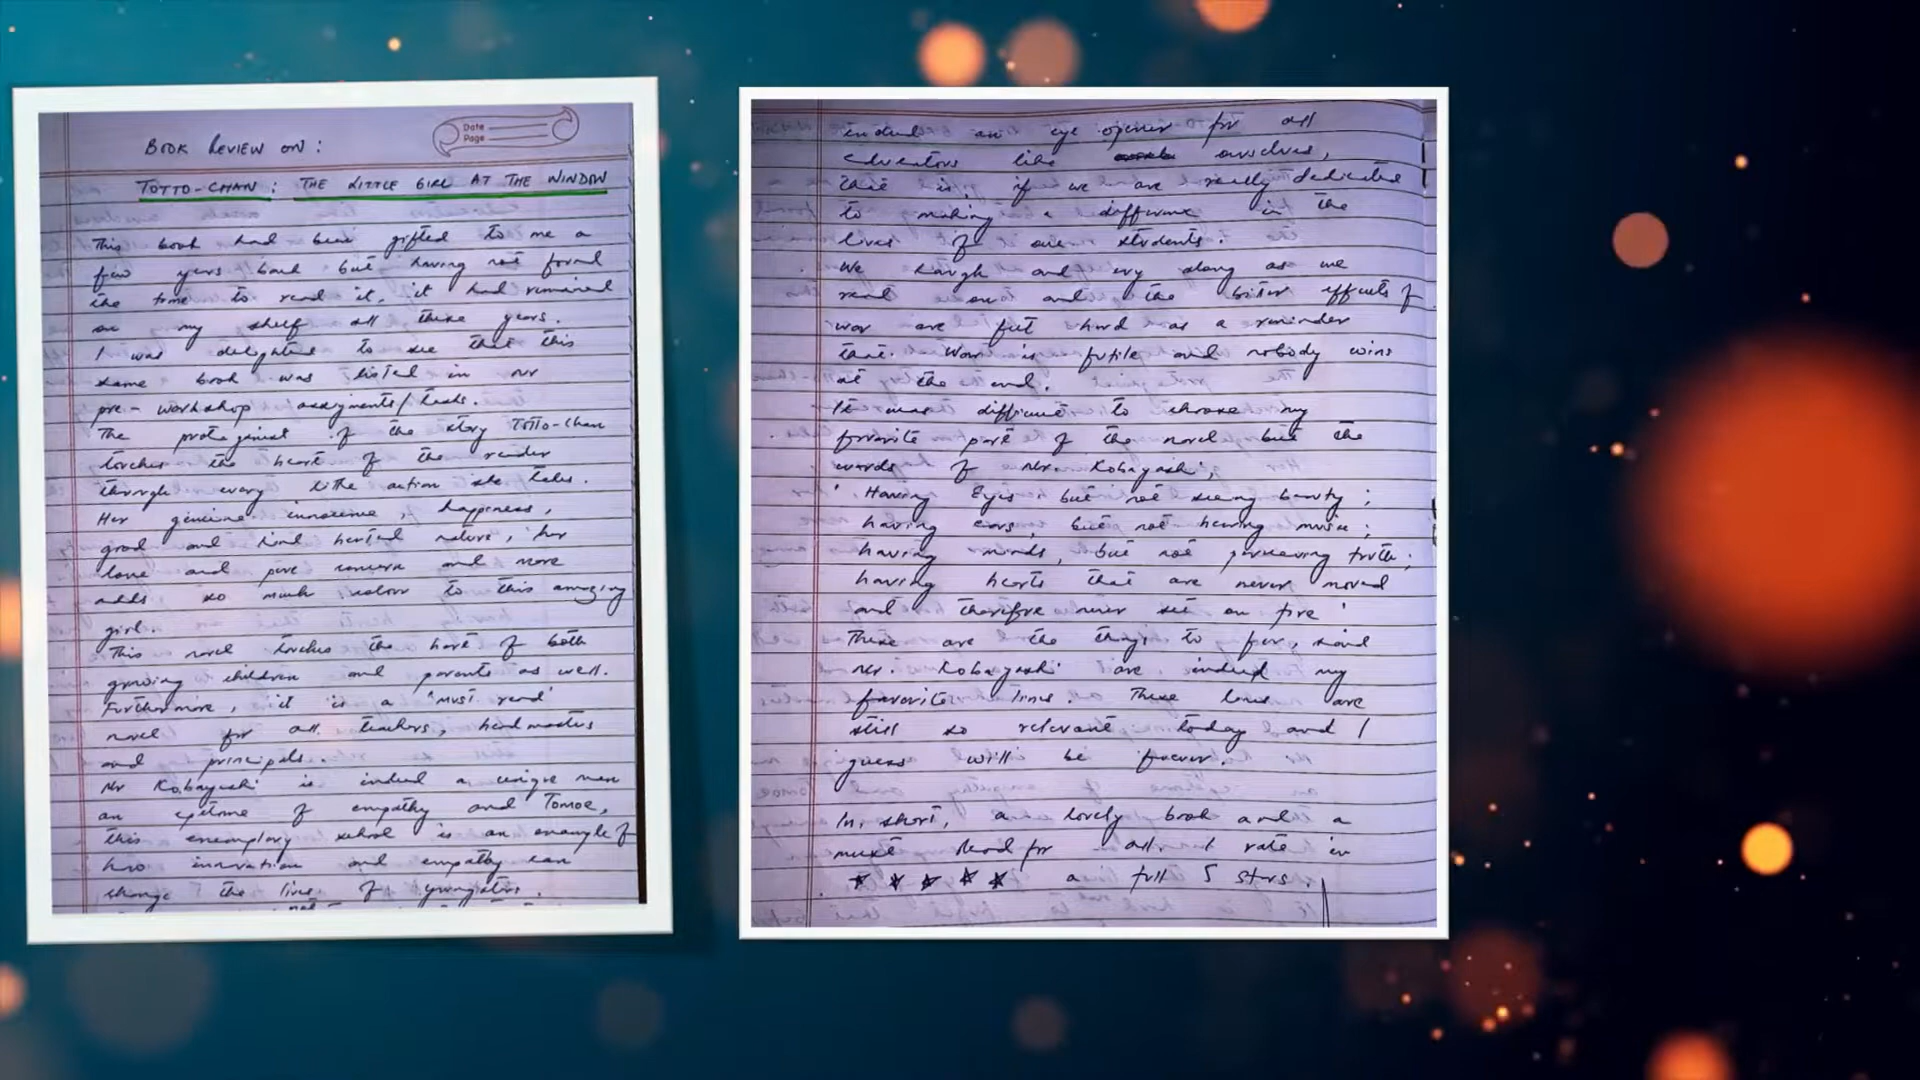 Date
Page
BOOK REVIEW ON :
TOTTO-CHAN : THE LITTLE GIRL AT THE WINDOW
This book had been gifted to me a
few years back but having not found
the time to read it, it had remained
on my shelf all these years.
I was delighted to see that this
same book was listed in our
pre-workshop assignments/tasks.
The protagonist of the story Totto-Chan
touches the heart of the reader
through every little action she takes.
Her genuine innocence, happiness,
good and kind hearted nature, her
love and pure concern and more
adds so much colour to this amazing
girl.
This novel touches the heart of both
growing children and parents as well.
Furthermore, it is a "must read"
novel for all teachers, headmasters
and principals.
Mr Kobayashi is indeed a unique man
an epitome of empathy and Tomoe,
this exemplary school is an example of
how innovation and empathy can
change the lives of youngsters.
indeed an eye opener for all
educators like ourselves,
that is, if we are really dedicated
to making a difference in the
lives of our students.
We laugh and cry along as we
read on and the bitter effects of
war are felt hard as a reminder
that war is futile and nobody wins
at the end.
It was difficult to choose my
favorite part of the novel but the
words of Mr. Kobayashi,
' Having Eyes, but not seeing beauty ;
having ears, but not hearing music ;
having minds, but not perceiving truth ;
having hearts that are never moved
and therefore never set on fire '
These are the things to fear, said
Mr. Kobayashi are indeed my
favorite lines. These lines are
still so relevant today and I
guess will be forever.
In short, a lovely book and a
must read for all. I rate it
★ ★ ★ ★ ★ a full 5 stars.